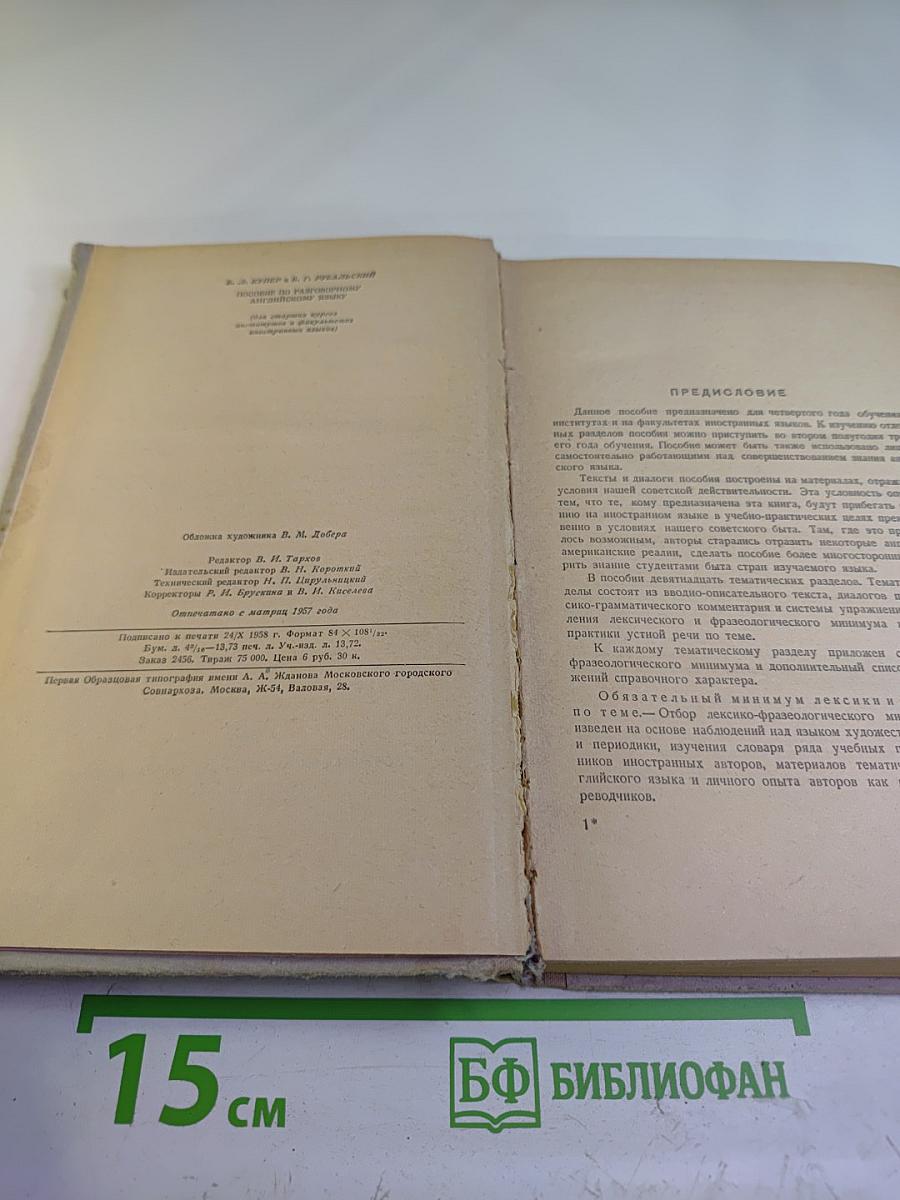 В. Л. КУПЕР и Е. Г. РУБАЛЬСКИЙ
ПОСОБИЕ ПО РАЗГОВОРНОМУ
АНГЛИЙСКОМУ ЯЗЫКУ
(для старших курсов
институтов и факультетов
иностранных языков)
Обложка художника В. М. Добера
Редактор В. И. Тархов
Издательский редактор В. Н. Короткий
Технический редактор Н. П. Цирульницкий
Корректоры Р. И. Брускина и В. И. Киселева
Отпечатано с матриц 1957 года
Подписано к печати 24/X 1958 г. Формат 84 × 108¹/₃₂.
Бум. л. 4⁹/₁₆—13,73 печ. л. Уч.-изд. л. 13,72.
Заказ 2456. Тираж 75 000. Цена 6 руб. 30 к.
Первая Образцовая типография имени А. А. Жданова Московского городского
Совнархоза. Москва, Ж-54, Валовая, 28.
ПРЕДИСЛОВИЕ
Данное пособие предназначено для четвертого года обучения
институтах и на факультетах иностранных языков. К изучению отде
ных разделов пособия можно приступить во втором полугодии тр
его года обучения. Пособие может быть также использовано ли
самостоятельно работающими над совершенствованием знания ан
ского языка.
Тексты и диалоги пособия построены на материалах, отраж
условия нашей советской действительности. Эта условность оп
тем, что те, кому предназначена эта книга, будут прибегать
нию на иностранном языке в учебно-практических целях преи
венно в условиях нашего советского быта. Там, где это пр
лось возможным, авторы старались отразить некоторые анг
американские реалии, сделать пособие более многосторонни
рить знание студентами быта стран изучаемого языка.
В пособии девятнадцать тематических разделов. Темат
делы состоят из вводно-описательного текста, диалогов п
сико-грамматического комментария и системы упражнени
ления лексического и фразеологического минимума и
практики устной речи по теме.
К каждому тематическому разделу приложен с
фразеологического минимума и дополнительный списо
жений справочного характера.
Обязательный минимум лексики и
по теме.— Отбор лексико-фразеологического ми
изведен на основе наблюдений над языком художест
и периодики, изучения словаря ряда учебных п
ников иностранных авторов, материалов тематич
глийского языка и личного опыта авторов как
реводчиков.
1*
15 см
БФ БИБЛИОФАН